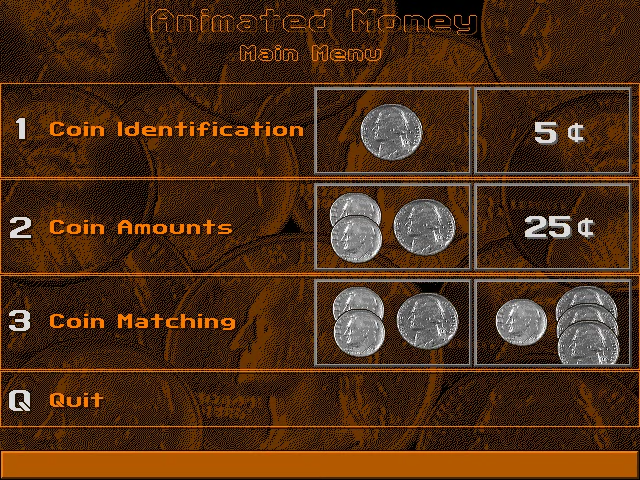 Animated Money
Main Menu
1 Coin Identification 5¢
2 Coin Amounts 25¢
3 Coin Matching
Q Quit